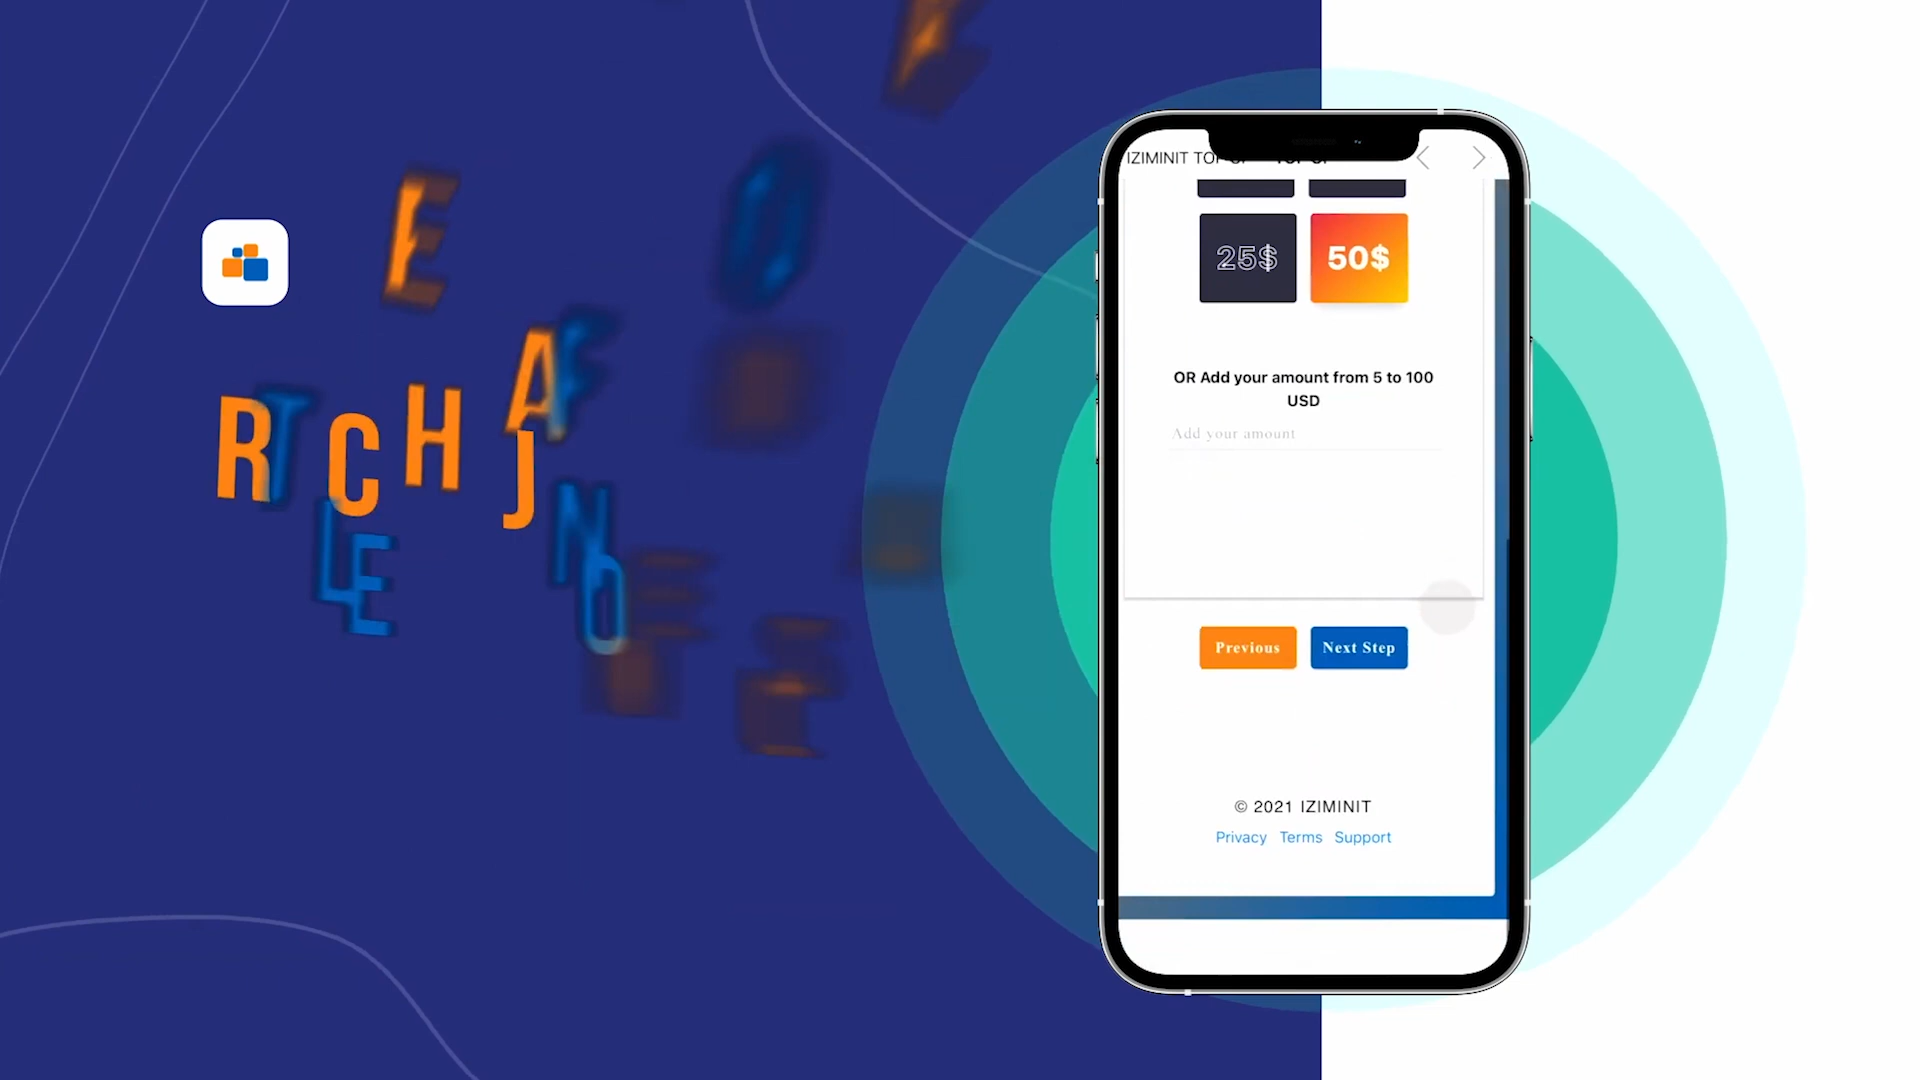 IZIMINIT
25$
50$
OR Add your amount from 5 to 100
USD
Add your amount
Previous
Next Step
© 2021 IZIMINIT
Privacy Terms Support
E
A
R
C
H
J
T
L
E
N
O